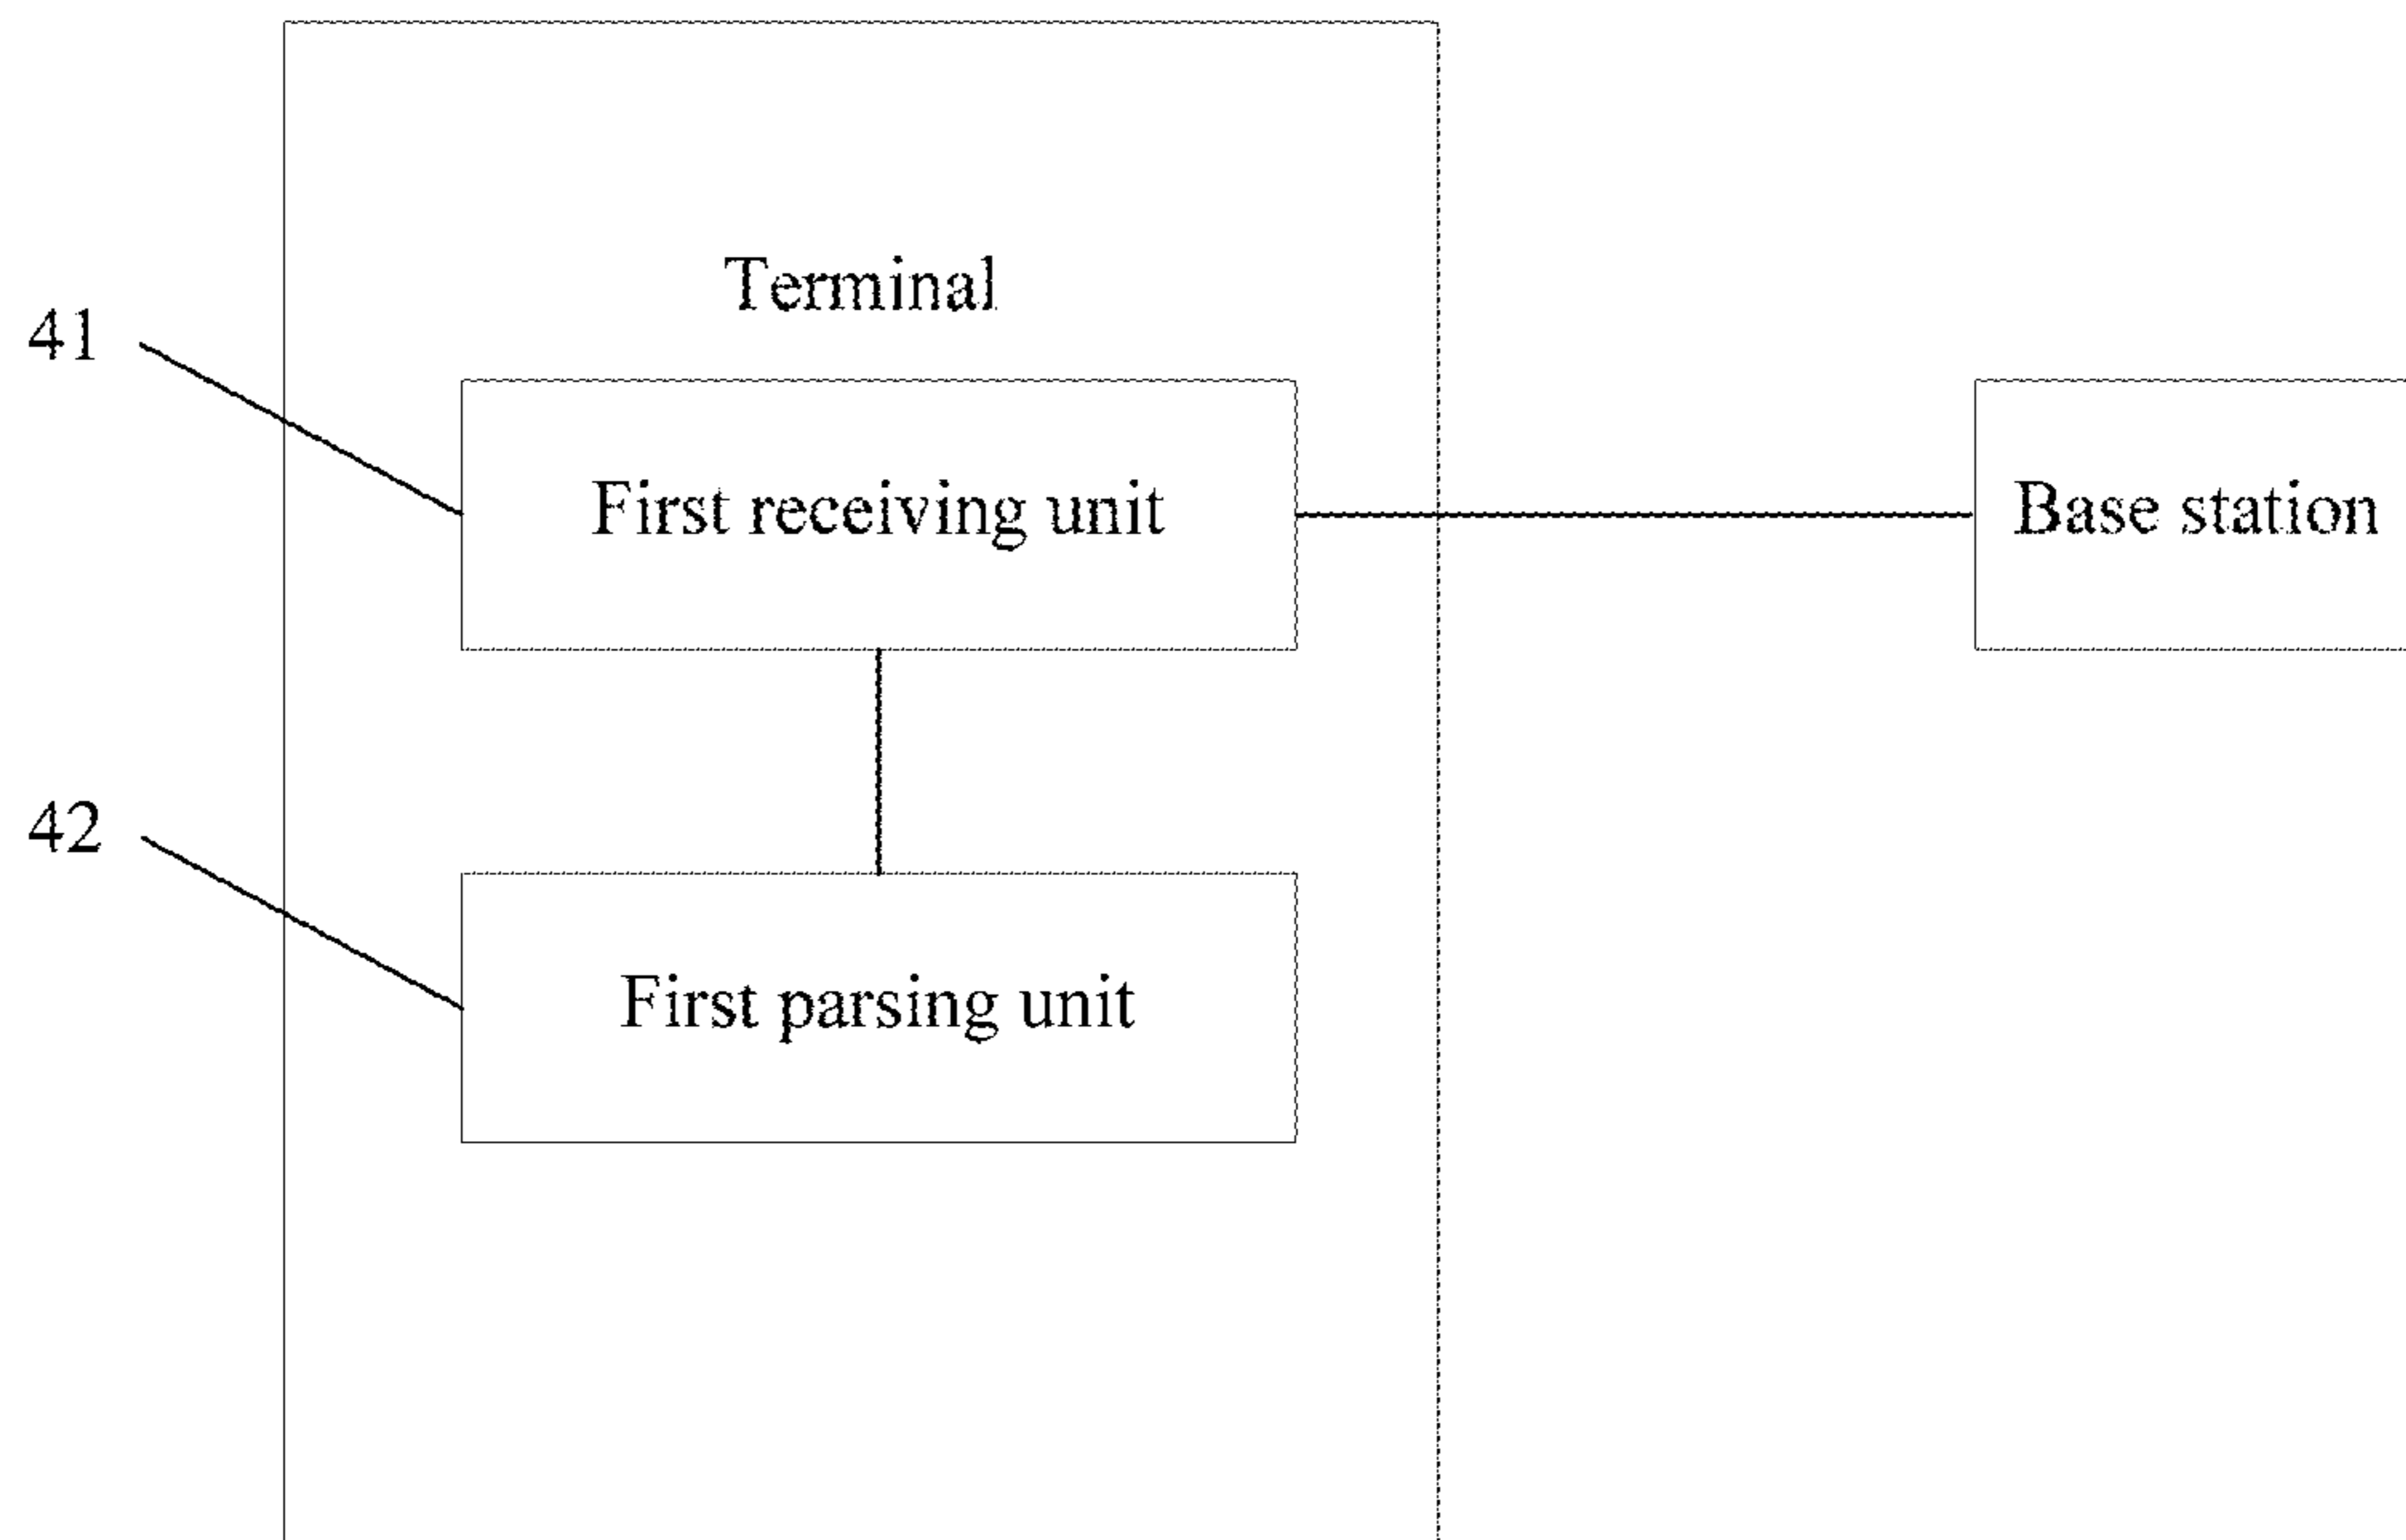 Terminal
41
First receiving unit
Base station
42
First parsing unit